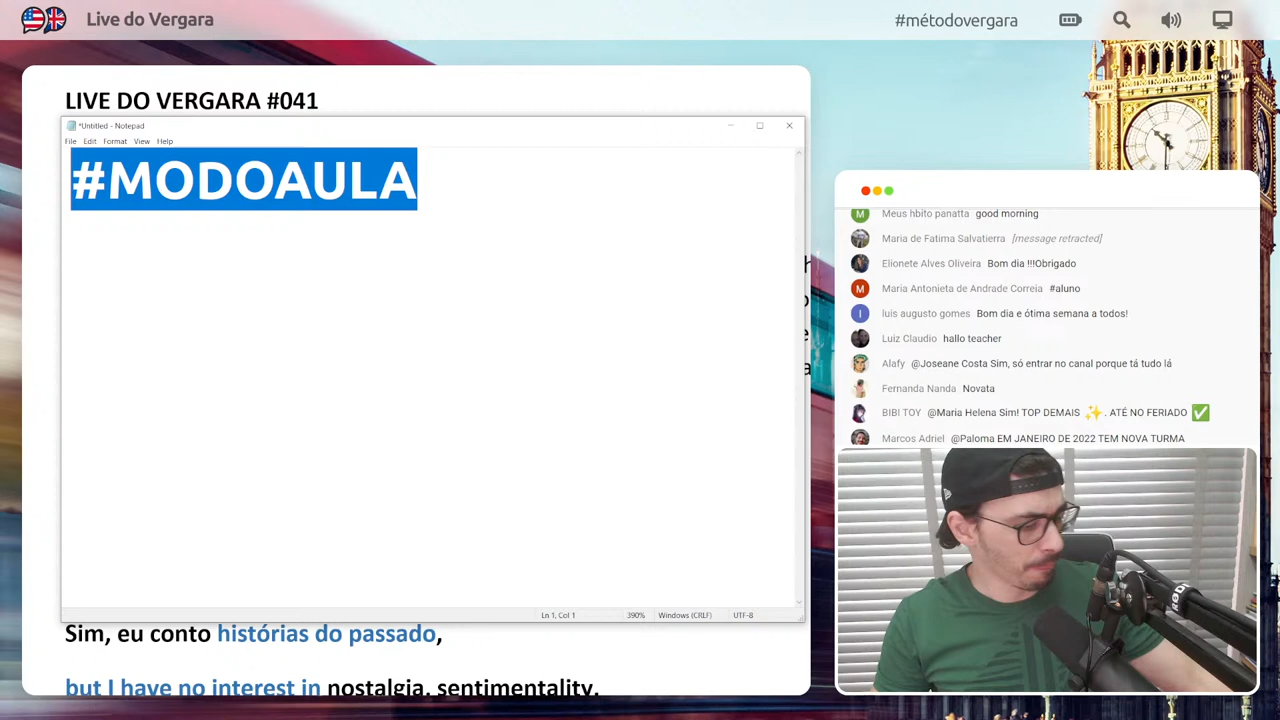 Live do Vergara
#métodovergara
LIVE DO VERGARA #041
*Untitled - Notepad
File Edit Format View Help
#MODOAULA
Ln 1, Col 1 390% Windows (CRLF) UTF-8
Sim, eu conto histórias do passado,
but I have no interest in nostalgia, sentimentality,
Meus hbito panatta good morning
Maria de Fatima Salvatierra [message retracted]
Elionete Alves Oliveira Bom dia !!!Obrigado
M Maria Antonieta de Andrade Correia #aluno
l luis augusto gomes Bom dia e ótima semana a todos!
Luiz Claudio hallo teacher
Alafy @Joseane Costa Sim, só entrar no canal porque tá tudo lá
Fernanda Nanda Novata
BIBI TOY @Maria Helena Sim! TOP DEMAIS ✨ . ATÉ NO FERIADO ✅
Marcos Adriel @Paloma EM JANEIRO DE 2022 TEM NOVA TURMA
RØDE